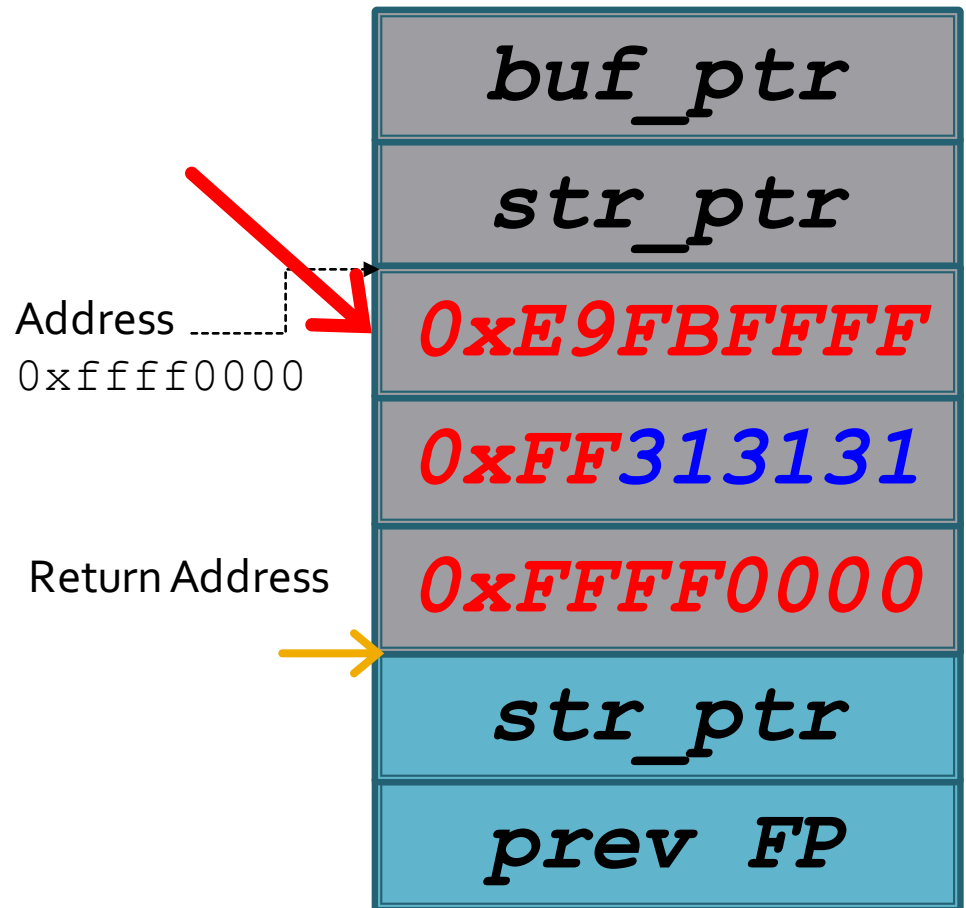 buf_ptr
str_ptr
Address
0xffff0000
0xE9FBFFFF
0xFF313131
Return Address
0xFFFF0000
str_ptr
prev FP